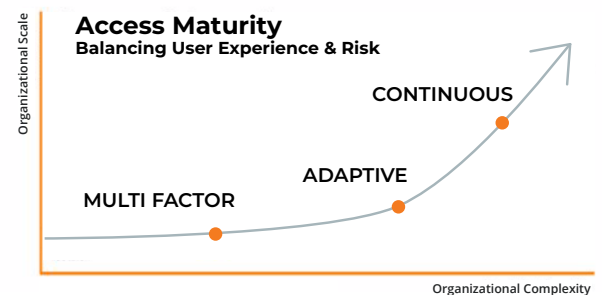 Access Maturity
Balancing User Experience & Risk
Organizational Scale
CONTINUOUS
ADAPTIVE
MULTI FACTOR
Organizational Complexity